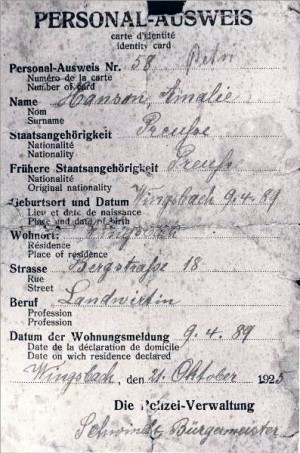 PERSONAL-AUSWEIS
carte d'identité
identity card
Personal-Ausweis Nr. 58
Numéro de la carte
Number of card
Name Hanson, Amalie
Nom
Surname
Staatsangehörigkeit Preusse
Nationalité
Nationality
Frühere Staatsangehörigkeit Preuß
Nationalité
Original nationality
Geburtsort und Datum Wingsbach 9.4.89
Lieu et date de naissance
Place und date of birth
Wohnort: Wingsbach
Résidence
Place of residence
Strasse Bergstraße 18
Rue
Street
Beruf Landwirtin
Profession
Profession
Datum der Wohnungsmeldung 9.4.89
Date de la déclaration de domicile
Date on wich residence declared
Wingsbach, den 21. Oktober 1925
Die Polizei-Verwaltung
Bürgermeister